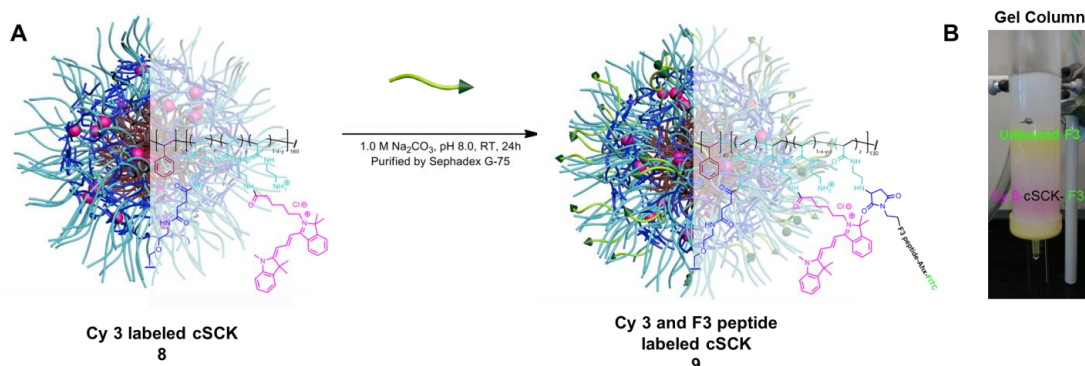 A
1.0 M Na₂CO₃, pH 8.0, RT, 24h
Purified by Sephadex G-75
Cy 3 labeled cSCK
8
Cy 3 and F3 peptide
labeled cSCK
9
F3 peptide-Ahx-FITC
B
Gel Column
Unbound F3
Cy 3-cSCK-F3